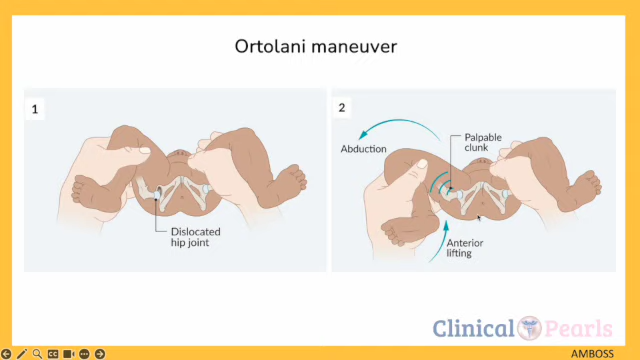 Ortolani maneuver
1
Dislocated
hip joint
2
Abduction
Palpable
clunk
Anterior
lifting
Clinical Pearls
AMBOSS